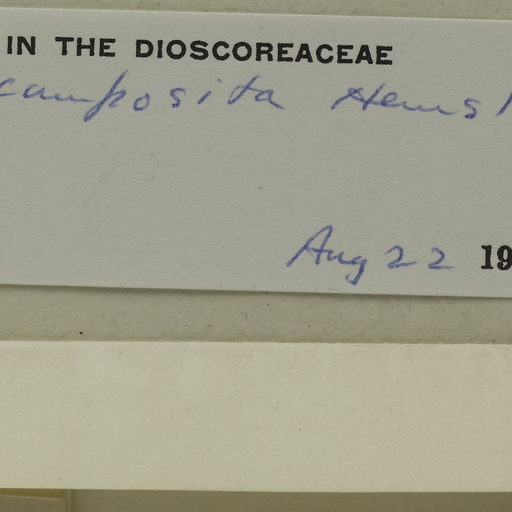 IN THE DIOSCOREACEAE
composita Hemsl
Aug 22 19